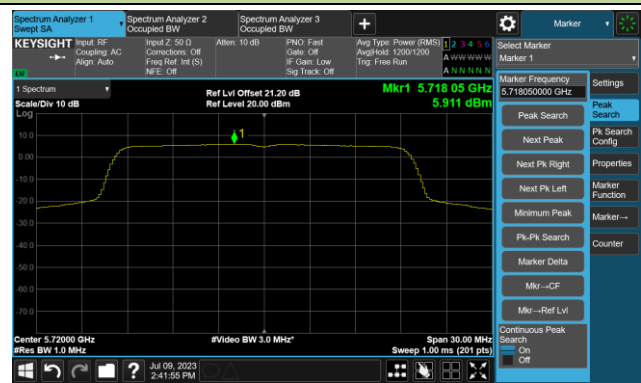 Spectrum Analyzer 1
Swept SA
Spectrum Analyzer 2
Occupied BW
Spectrum Analyzer 3
Occupied BW
+
Marker
KEYSIGHT
Input: RF
Coupling: AC
Align: Auto
Input Z: 50 Ω
Corrections: Off
Freq Ref: Int (S)
NFE: Off
Atten: 10 dB
PNO: Fast
Gate: Off
IF Gain: Low
Sig Track: Off
Avg Type: Power (RMS)
Avg|Hold: 1200/1200
Trig: Free Run
1 2 3 4 5 6
A W W W W W
A N N N N N
LXI
Select Marker
Marker 1
1 Spectrum
Scale/Div 10 dB
Log
Ref Lvl Offset 21.20 dB
Ref Level 20.00 dBm
Mkr1 5.718 05 GHz
5.911 dBm
1
10.0
0.00
-10.0
-20.0
-30.0
-40.0
-50.0
-60.0
-70.0
Center 5.72000 GHz
#Res BW 1.0 MHz
#Video BW 3.0 MHz*
Span 30.00 MHz
Sweep 1.00 ms (201 pts)
Marker Frequency
5.718050000 GHz
Peak Search
Next Peak
Next Pk Right
Next Pk Left
Minimum Peak
Pk-Pk Search
Marker Delta
Mkr→CF
Mkr→Ref Lvl
Continuous Peak
Search
On
Off
Settings
Peak
Search
Pk Search
Config
Properties
Marker
Function
Marker→
Counter
?
Jul 09, 2023
2:41:55 PM